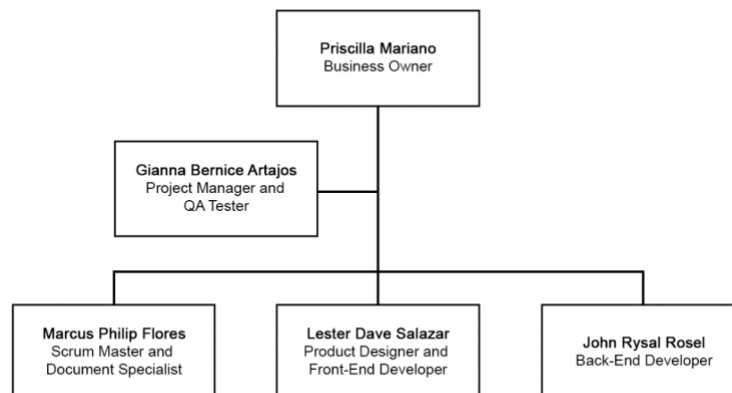 Priscilla Mariano
Business Owner
Gianna Bernice Artajos
Project Manager and
QA Tester
Marcus Philip Flores
Scrum Master and
Document Specialist
Lester Dave Salazar
Product Designer and
Front-End Developer
John Rysal Rosel
Back-End Developer